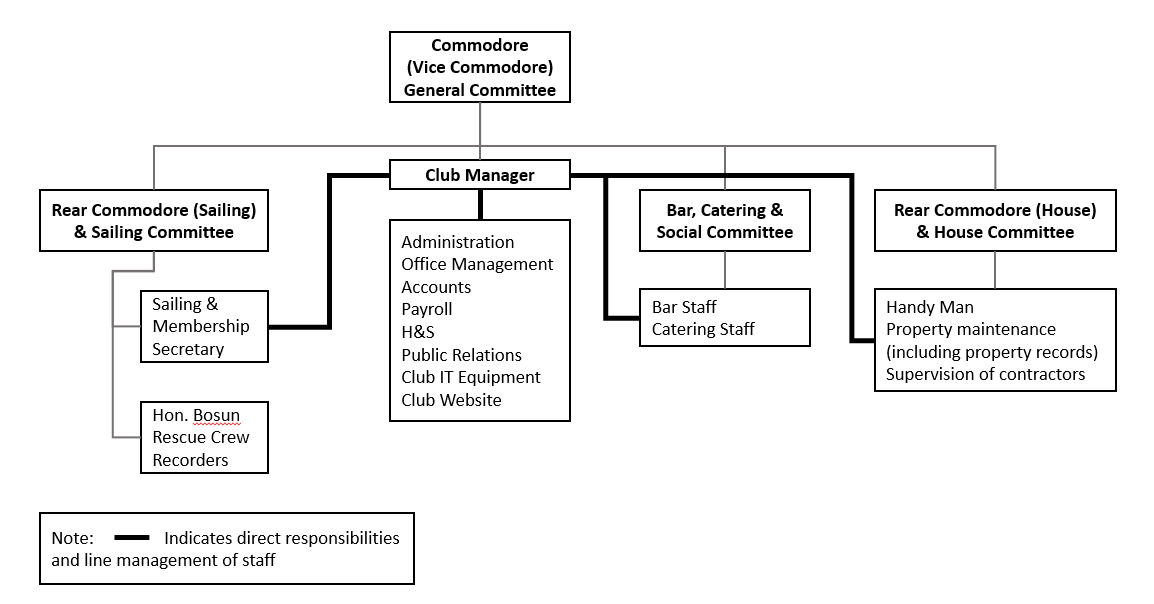 Commodore
(Vice Commodore)
General Committee
Club Manager
Rear Commodore (Sailing)
& Sailing Committee
Bar, Catering &
Social Committee
Rear Commodore (House)
& House Committee
Administration
Office Management
Accounts
Payroll
H&S
Public Relations
Club IT Equipment
Club Website
Sailing &
Membership
Secretary
Bar Staff
Catering Staff
Handy Man
Property maintenance
(including property records)
Supervision of contractors
Hon. Bosun
Rescue Crew
Recorders
Note: Indicates direct responsibilities
and line management of staff